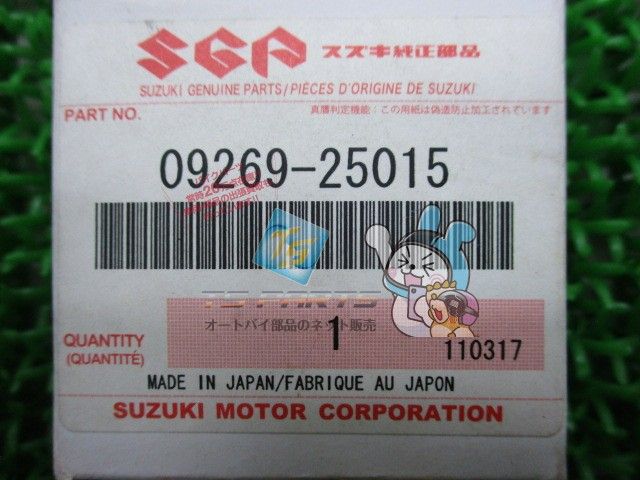 SGP スズキ純正部品
SUZUKI GENUINE PARTS/PIÈCES D'ORIGINE DE SUZUKI
PART NO.
真贋判定機能:この用紙は偽造防止加工されています
09269-25015
TS PARTS
オートバイ部品のネット販売
QUANTITY
(QUANTITÉ)
1
110317
MADE IN JAPAN/FABRIQUE AU JAPON
SUZUKI MOTOR CORPORATION